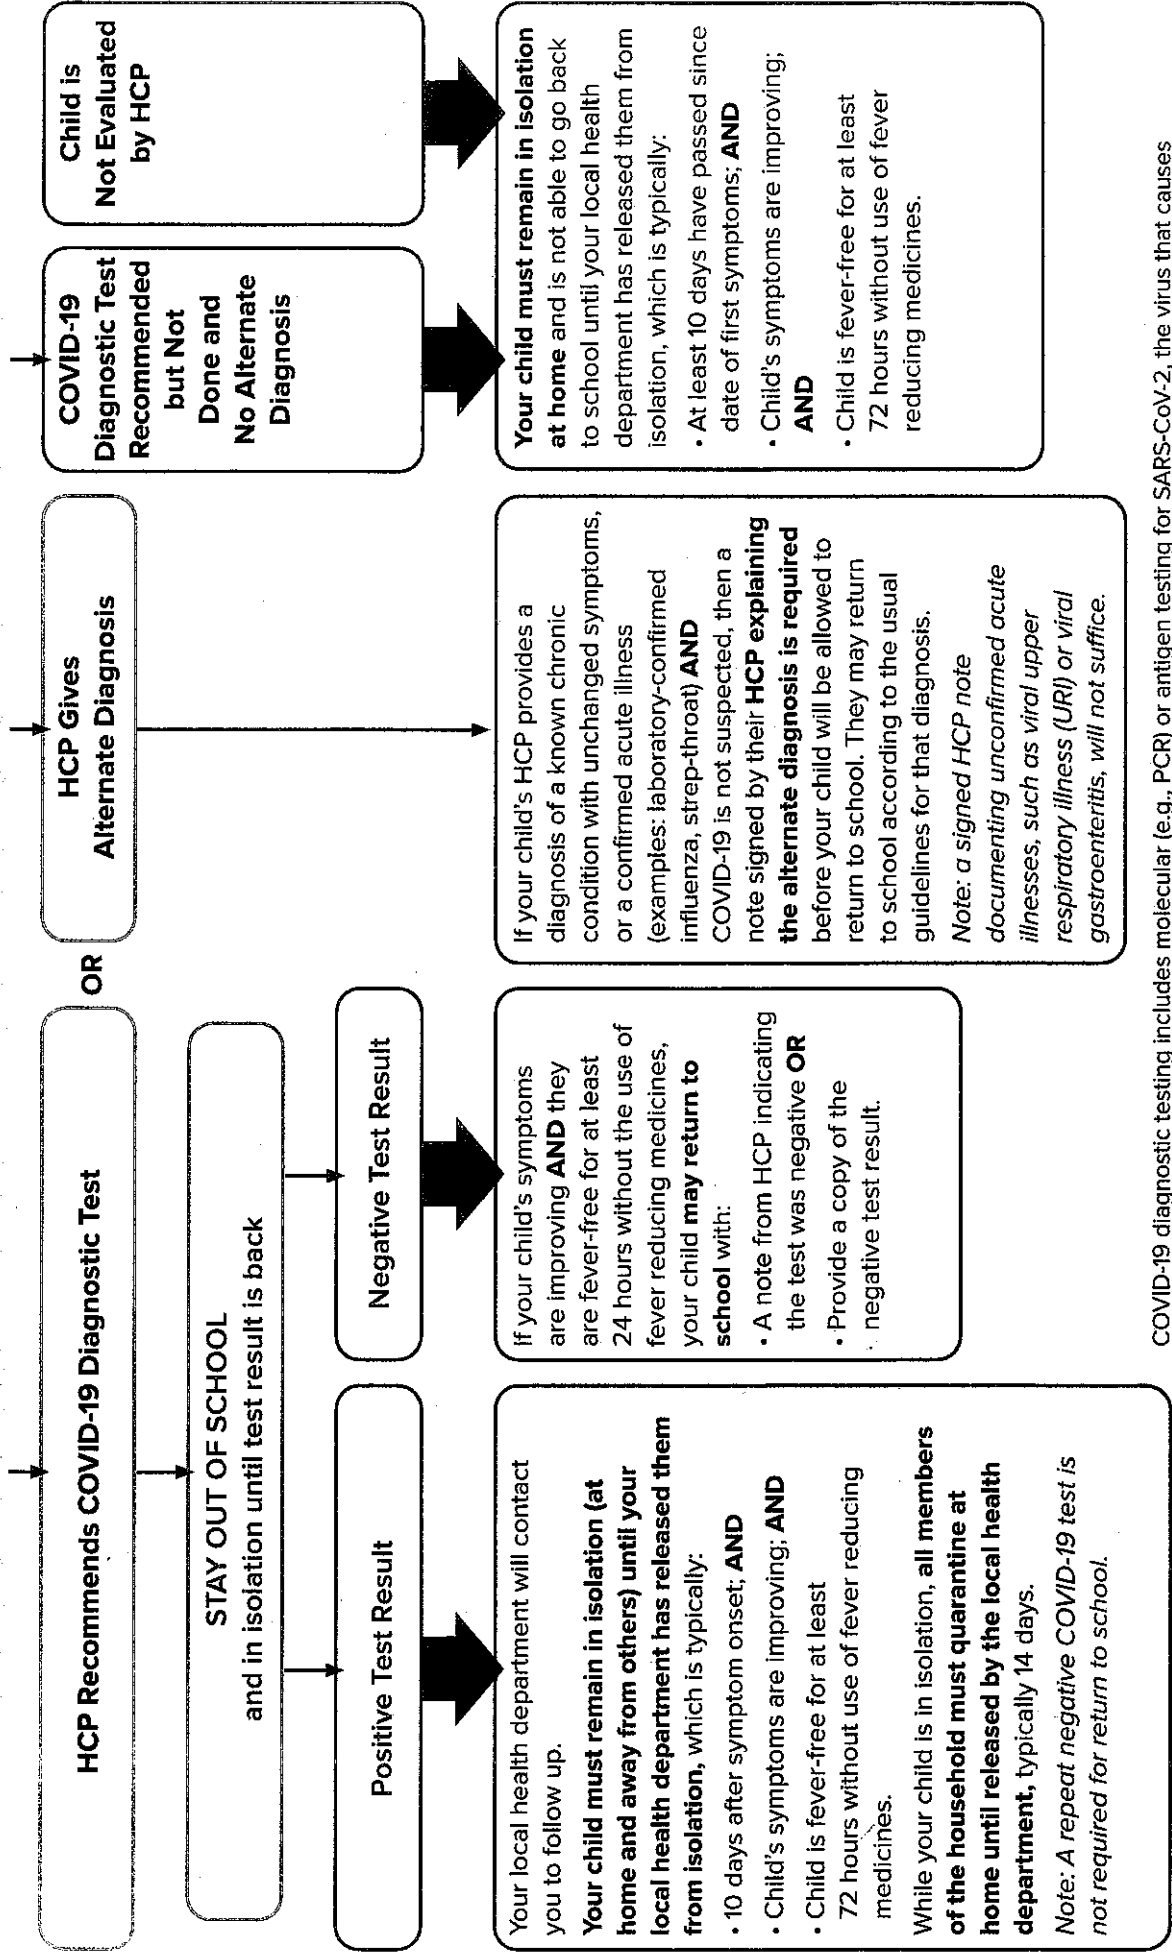 HCP Recommends COVID-19 Diagnostic Test
OR
HCP Gives
Alternate Diagnosis
COVID-19
Diagnostic Test
Recommended
but Not
Done and
No Alternate
Diagnosis
Child is
Not Evaluated
by HCP
STAY OUT OF SCHOOL
and in isolation until test result is back
Positive Test Result
Negative Test Result
Your local health department will contact
you to follow up.
Your child must remain in isolation (at
home and away from others) until your
local health department has released them
from isolation, which is typically:
• 10 days after symptom onset; AND
• Child's symptoms are improving; AND
• Child is fever-free for at least
72 hours without use of fever reducing
medicines.
While your child is in isolation, all members
of the household must quarantine at
home until released by the local health
department, typically 14 days.
Note: A repeat negative COVID-19 test is
not required for return to school.
If your child's symptoms
are improving AND they
are fever-free for at least
24 hours without the use of
fever reducing medicines,
your child may return to
school with:
• A note from HCP indicating
the test was negative OR
• Provide a copy of the
negative test result.
If your child's HCP provides a
diagnosis of a known chronic
condition with unchanged symptoms,
or a confirmed acute illness
(examples: laboratory-confirmed
influenza, strep-throat) AND
COVID-19 is not suspected, then a
note signed by their HCP explaining
the alternate diagnosis is required
before your child will be allowed to
return to school. They may return
to school according to the usual
guidelines for that diagnosis.
Note: a signed HCP note
documenting unconfirmed acute
illnesses, such as viral upper
respiratory illness (URI) or viral
gastroenteritis, will not suffice.
Your child must remain in isolation
at home and is not able to go back
to school until your local health
department has released them from
isolation, which is typically:
• At least 10 days have passed since
date of first symptoms; AND
• Child's symptoms are improving;
AND
• Child is fever-free for at least
72 hours without use of fever
reducing medicines.
COVID-19 diagnostic testing includes molecular (e.g., PCR) or antigen testing for SARS-CoV-2, the virus that causes